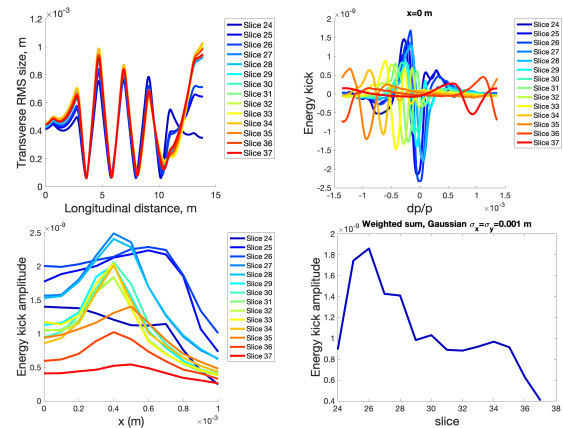 ×10⁻³
1.2
1
0.8
0.6
0.4
0.2
0
0
5
10
15
Transverse RMS size, m
Longitudinal distance, m
Slice 24
Slice 25
Slice 26
Slice 27
Slice 28
Slice 29
Slice 30
Slice 31
Slice 32
Slice 33
Slice 34
Slice 35
Slice 36
Slice 37
×10⁻⁹
x=0 m
2
1.5
1
0.5
0
-0.5
-1
-1.5
-2
-2.5
-1.5
-1
-0.5
0
0.5
1
1.5
×10⁻³
Energy kick
dp/p
Slice 24
Slice 25
Slice 26
Slice 27
Slice 28
Slice 29
Slice 30
Slice 31
Slice 32
Slice 33
Slice 34
Slice 35
Slice 36
Slice 37
×10⁻⁹
2.5
2
1.5
1
0.5
0
0
0.2
0.4
0.6
0.8
1
×10⁻³
Energy kick amplitude
x (m)
Slice 24
Slice 25
Slice 26
Slice 27
Slice 28
Slice 29
Slice 30
Slice 31
Slice 32
Slice 33
Slice 34
Slice 35
Slice 36
Slice 37
×10⁻⁹
Weighted sum, Gaussian σx=σy=0.001 m
2
1.8
1.6
1.4
1.2
1
0.8
0.6
0.4
24
26
28
30
32
34
36
38
Energy kick amplitude
slice